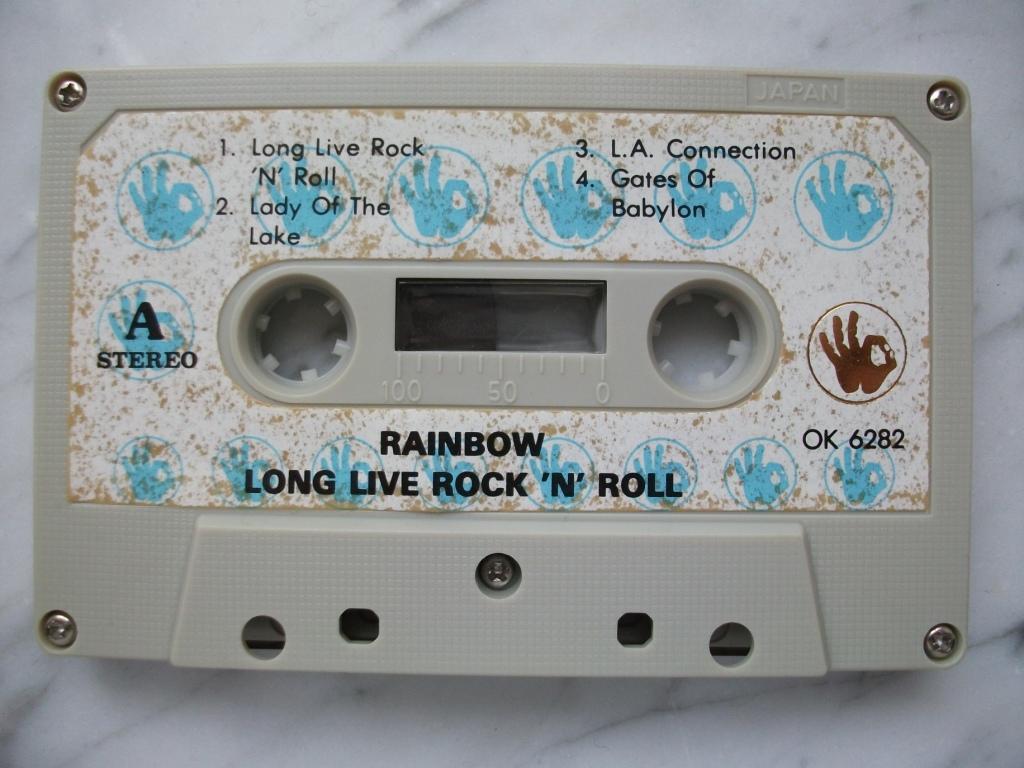 JAPAN
1. Long Live Rock
'N' Roll
2. Lady Of The
Lake
3. L.A. Connection
4. Gates Of
Babylon
A
STEREO
100 50 0
OK 6282
RAINBOW
LONG LIVE ROCK 'N' ROLL